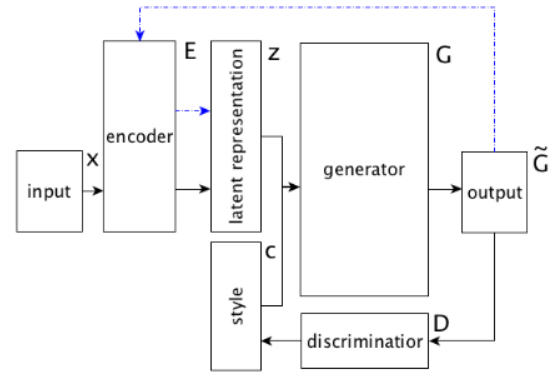 E
z
G
encoder
latent representation
generator
x
input
G̃
output
c
style
D
discriminatior